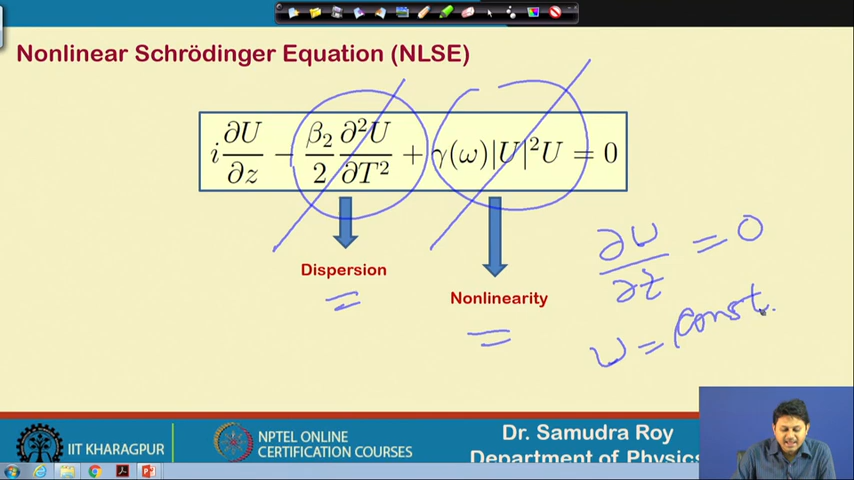 Nonlinear Schrödinger Equation (NLSE)
i ∂U/∂z − β₂/2 ∂²U/∂T² + γ(ω)|U|²U = 0
Dispersion
Nonlinearity
∂U/∂z = 0
U = const.
IIT KHARAGPUR
NPTEL ONLINE
CERTIFICATION COURSES
Dr. Samudra Roy
Department of Physics